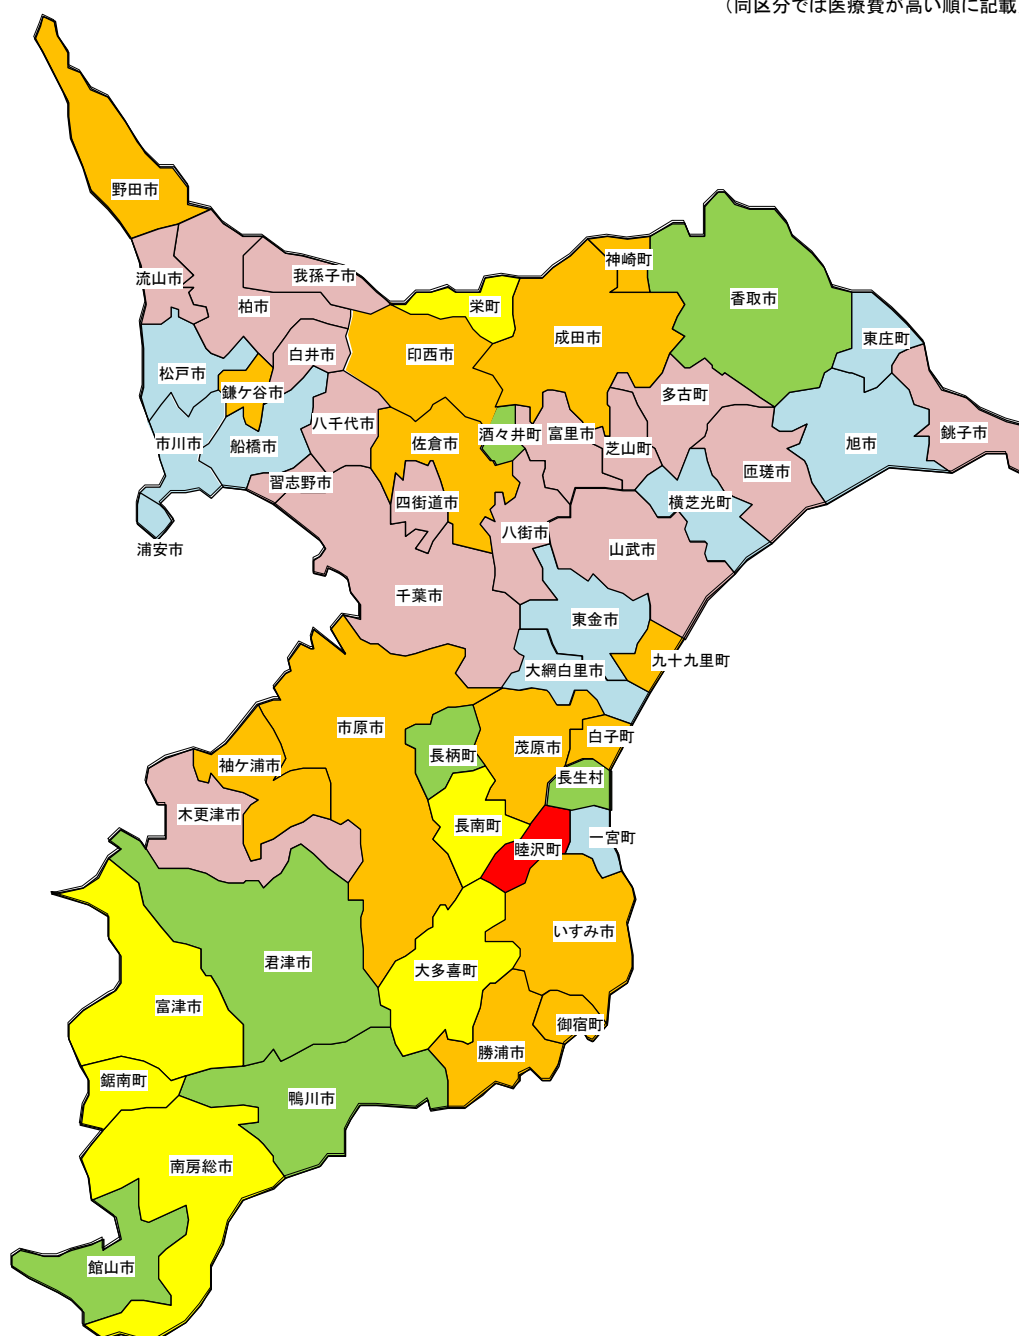 （同区分では医療費が高い順に記載
野田市
神崎町
流山市
我孫子市
香取市
柏市
栄町
成田市
東庄町
白井市
印西市
松戸市
鎌ケ谷市
多古町
八千代市
酒々井町
富里市
銚子市
市川市
船橋市
佐倉市
芝山町
旭市
匝瑳市
習志野市
四街道市
横芝光町
八街市
浦安市
山武市
千葉市
東金市
九十九里町
大網白里市
市原市
白子町
長柄町
茂原市
袖ケ浦市
長生村
木更津市
長南町
一宮町
睦沢町
いすみ市
君津市
大多喜町
富津市
御宿町
勝浦市
鋸南町
鴨川市
南房総市
館山市